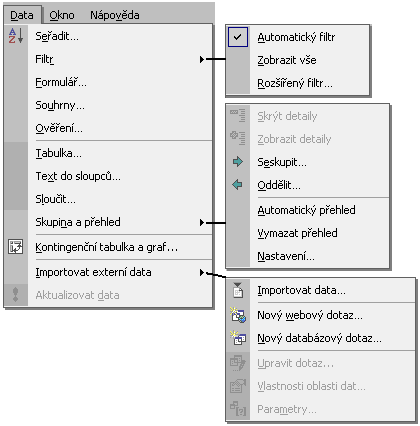 Data Okno Nápověda
Seřadit...
Filtr
Formulář...
Souhrny...
Ověření...
Tabulka...
Text do sloupců...
Sloučit...
Skupina a přehled
Kontingenční tabulka a graf...
Importovat externí data
Aktualizovat data
Automatický filtr
Zobrazit vše
Rozšířený filtr...
Skrýt detaily
Zobrazit detaily
Seskupit...
Oddělit...
Automatický přehled
Vymazat přehled
Nastavení...
Importovat data...
Nový webový dotaz...
Nový databázový dotaz...
Upravit dotaz...
Vlastnosti oblasti dat...
Parametry...